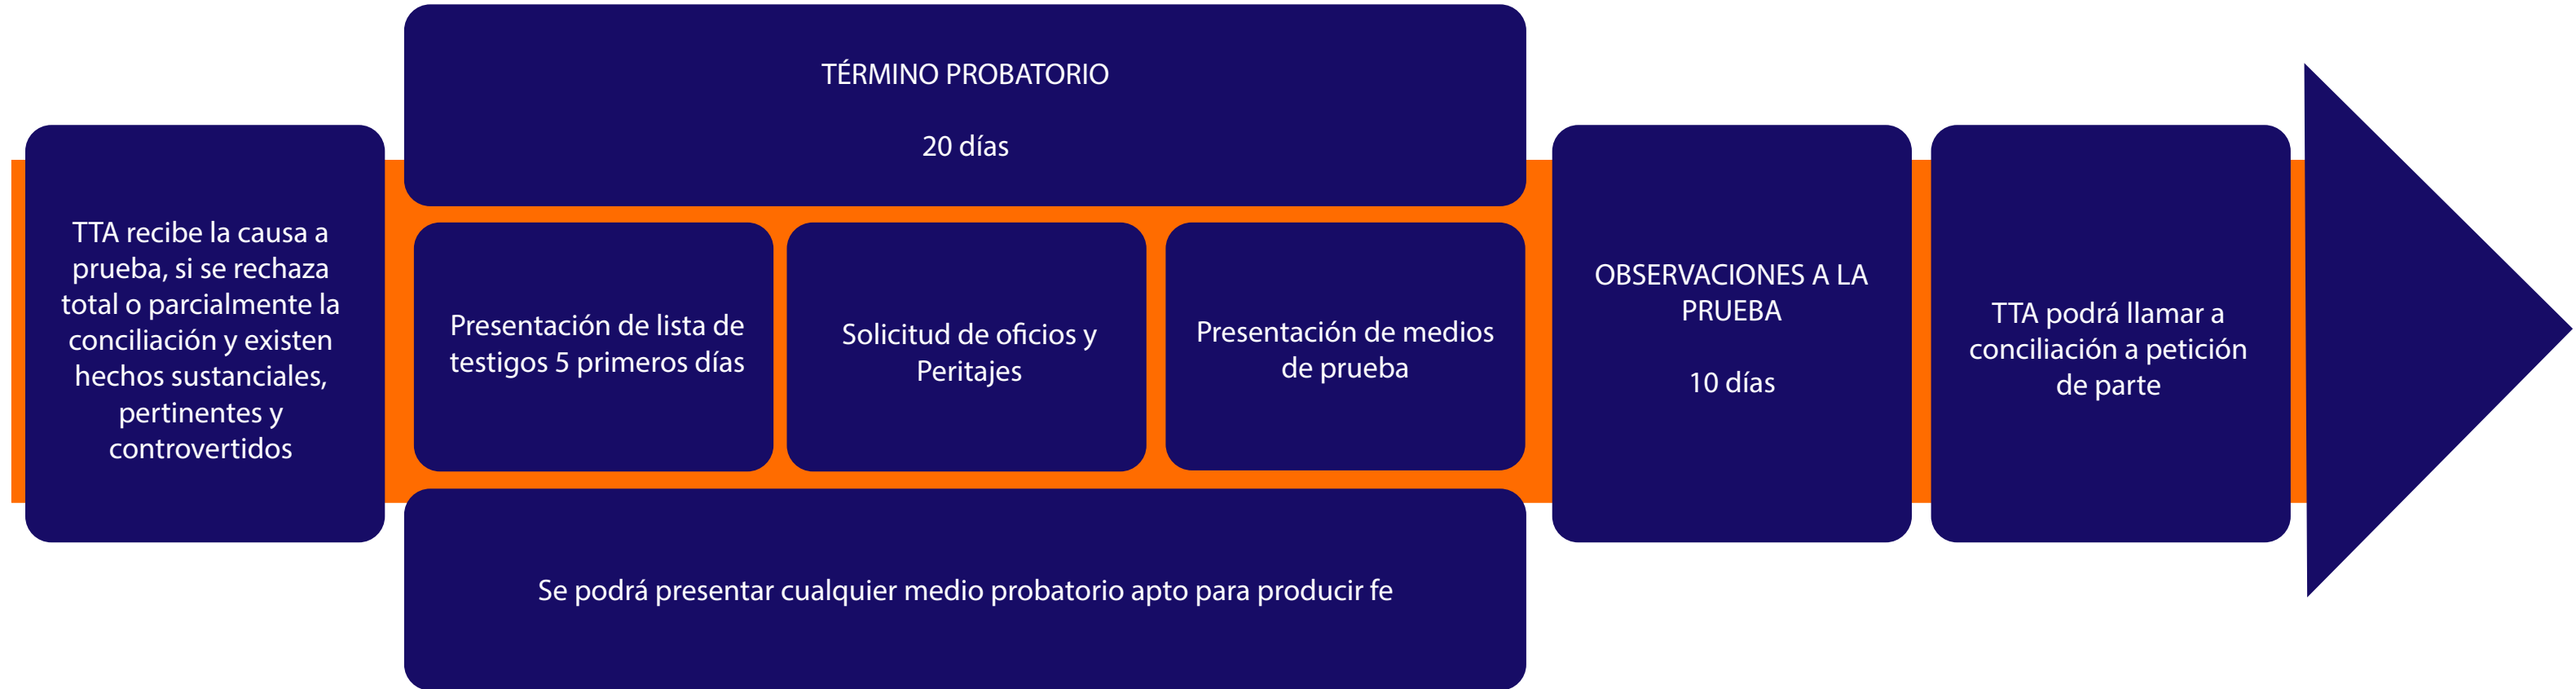 TTA recibe la causa a
prueba, si se rechaza
total o parcialmente la
conciliación y existen
hechos sustanciales,
pertinentes y
controvertidos
TÉRMINO PROBATORIO
20 días
Presentación de lista de
testigos 5 primeros días
Solicitud de oficios y
Peritajes
Presentación de medios
de prueba
Se podrá presentar cualquier medio probatorio apto para producir fe
OBSERVACIONES A LA
PRUEBA
10 días
TTA podrá llamar a
conciliación a petición
de parte